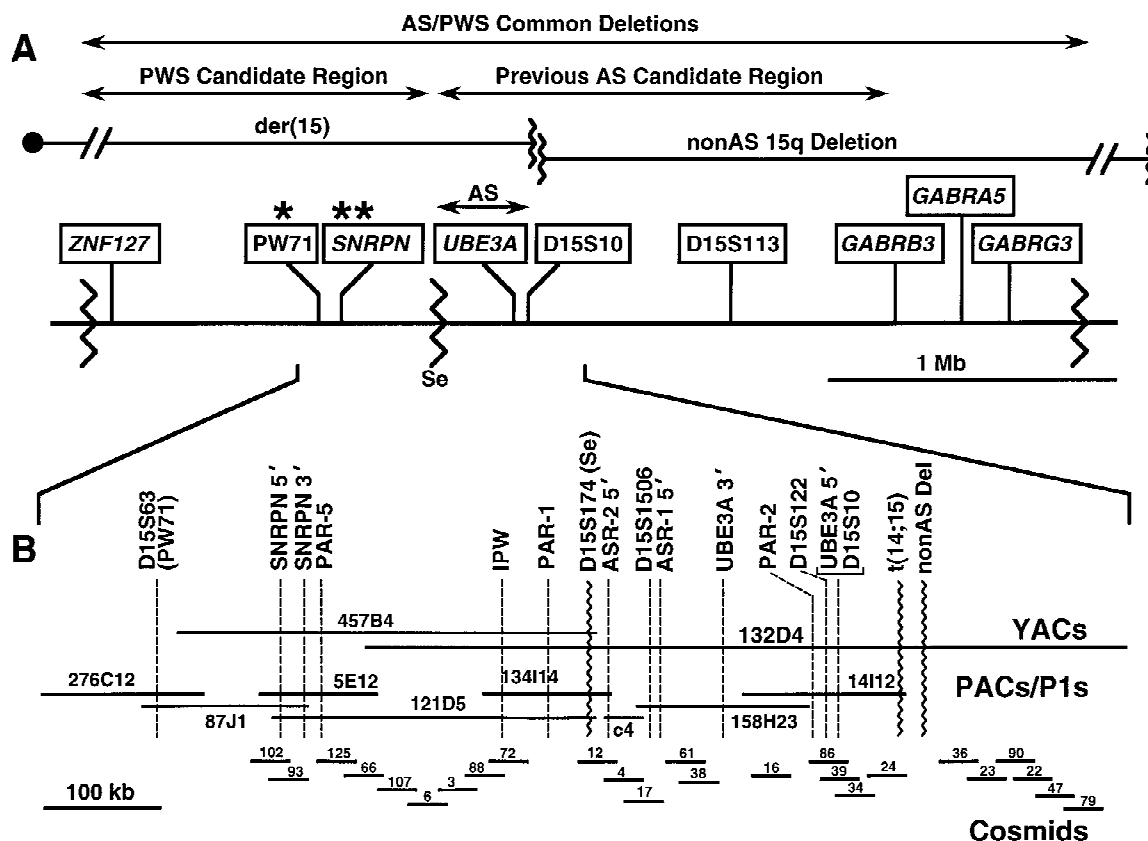 A
AS/PWS Common Deletions
PWS Candidate Region
Previous AS Candidate Region
der(15)
nonAS 15q Deletion
* ** AS
GABRA5
ZNF127 PW71 SNRPN UBE3A D15S10 D15S113 GABRB3 GABRG3
Se
1 Mb
B
D15S63
(PW71)
SNRPN 5′
SNRPN 3′
PAR-5
IPW
PAR-1
D15S174 (Se)
ASR-2 5′
D15S1506
ASR-1 5′
UBE3A 3′
PAR-2
D15S122
UBE3A 5′
D15S10
t(14;15)
nonAS Del
457B4
132D4
YACs
276C12
5E12
134I14
14I12
PACs/P1s
87J1
121D5
c4
158H23
102 125 72 12 61 86 36 90
93 66 88 4 38 16 39 24 23 22
107 3 17 34 47
6 79
100 kb
Cosmids